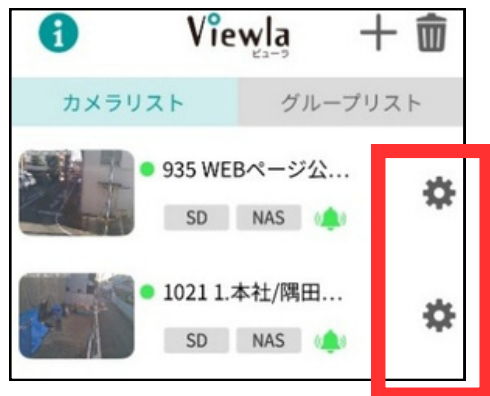 i Viewla
ビューラ
カメラリスト グループリスト
935 WEBページ公...
SD NAS
1021 1.本社/隅田...
SD NAS